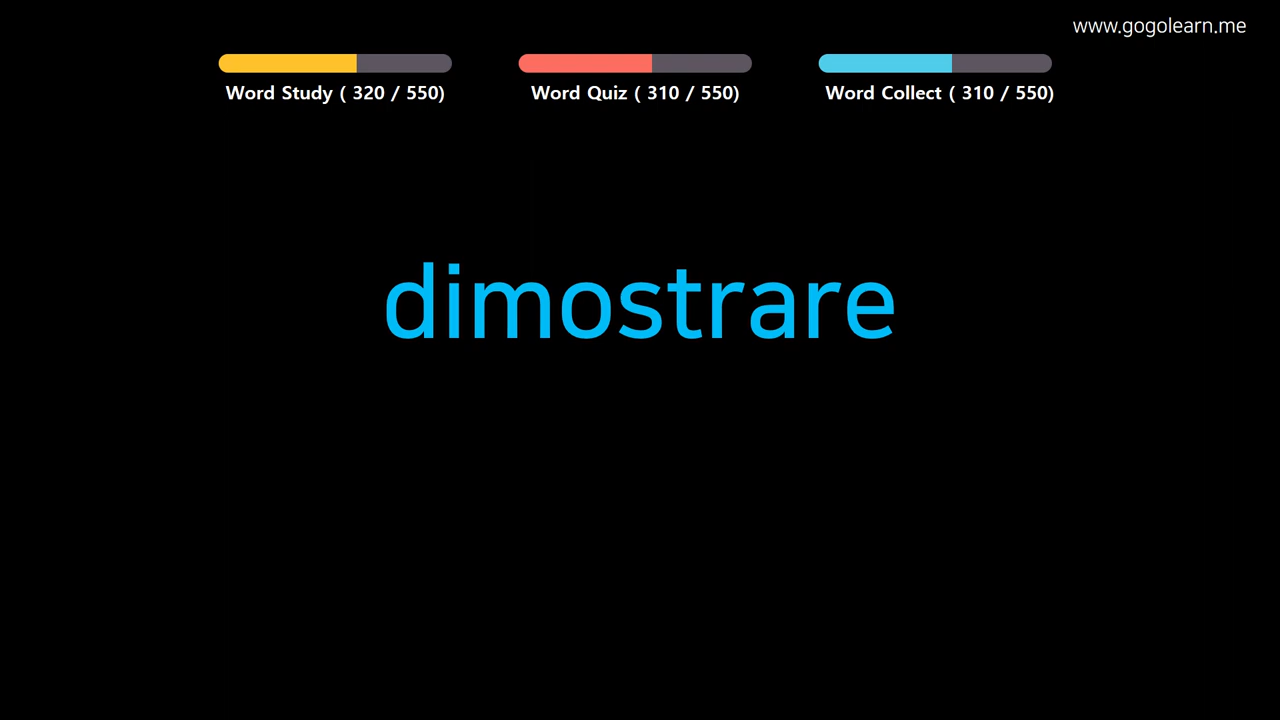 www.gogolearn.me
Word Study ( 320 / 550)
Word Quiz ( 310 / 550)
Word Collect ( 310 / 550)
dimostrare